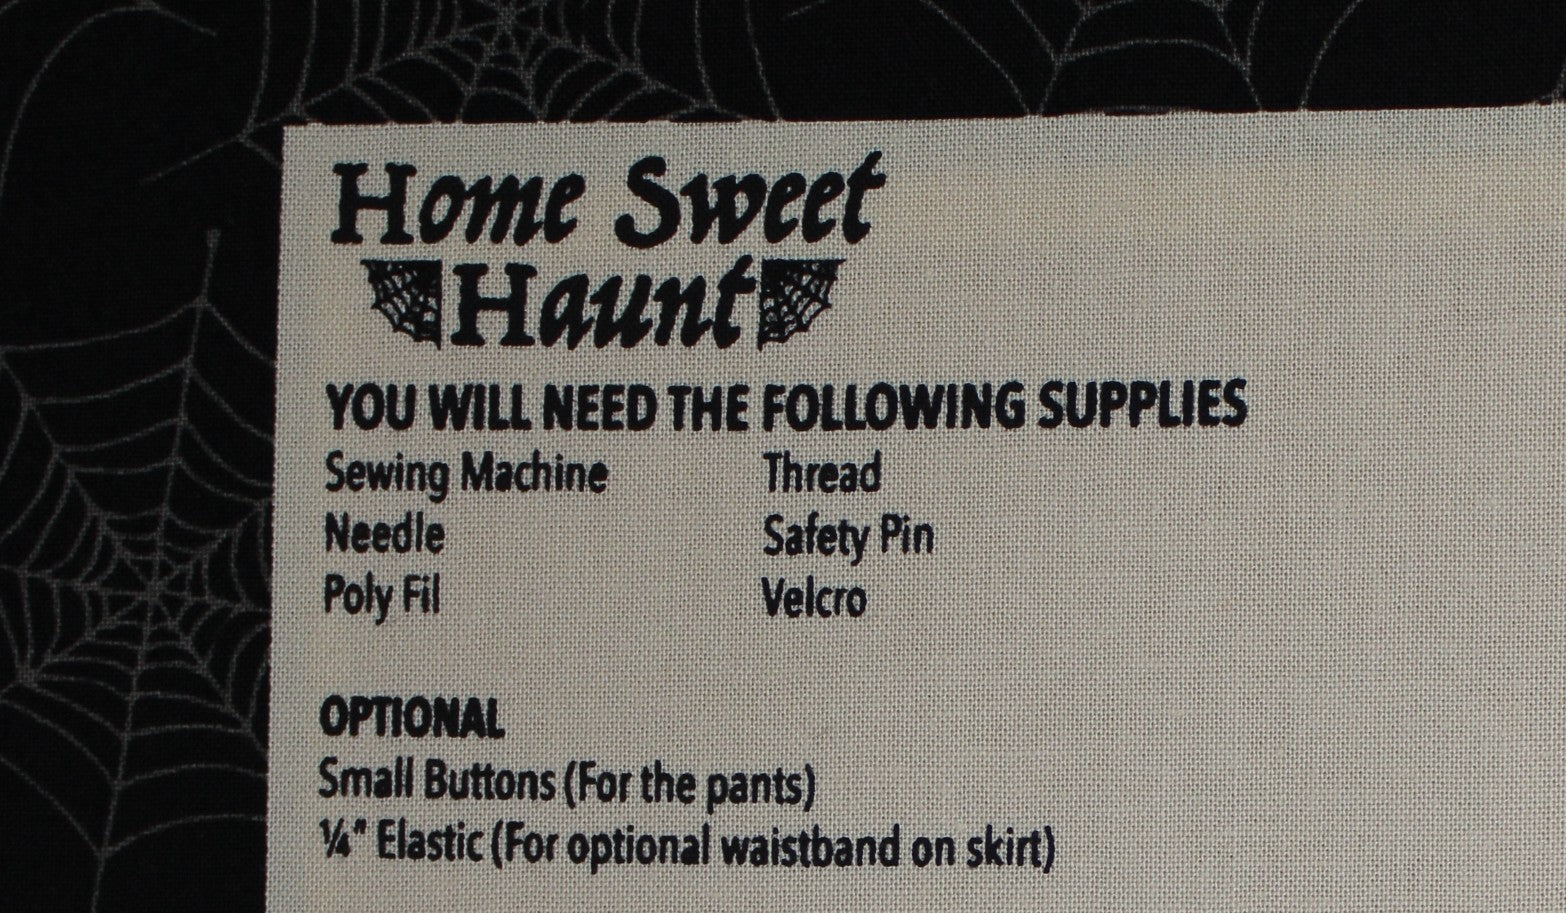 Home Sweet
Haunt
YOU WILL NEED THE FOLLOWING SUPPLIES
Sewing Machine Thread
Needle Safety Pin
Poly Fil Velcro
OPTIONAL
Small Buttons (For the pants)
¼" Elastic (For optional waistband on skirt)